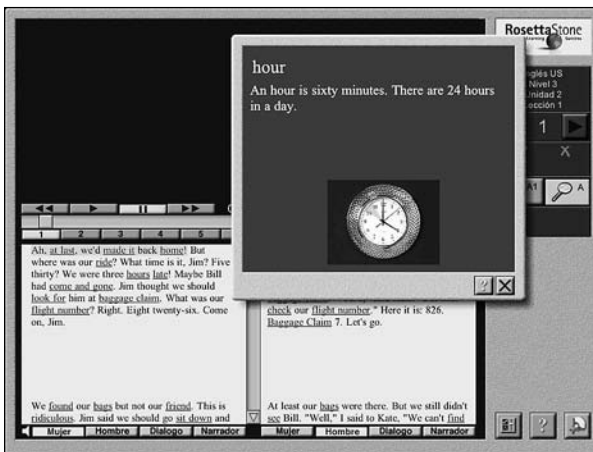 RosettaStone
Language Learning Success
hour
An hour is sixty minutes. There are 24 hours
in a day.
Inglés US
Nivel 3
Unidad 2
Lección 1
1
X
A1
A
1 2 3 4 5
Ah, at last, we'd made it back home! But
where was our ride? What time is it, Jim? Five
thirty? We were three hours late! Maybe Bill
had come and gone. Jim thought we should
look for him at baggage claim. What was our
flight number? Right. Eight twenty-six. Come
on, Jim.
We found our bags but not our friend. This is
ridiculous. Jim said we should go sit down and
check our flight number." Here it is: 826,
Baggage Claim 7. Let's go.
At least our bags were there. But we still didn't
see Bill. "Well," I said to Kate, "We can't find
Mujer Hombre Dialogo Narrador
Mujer Hombre Dialogo Narrador
? X
?